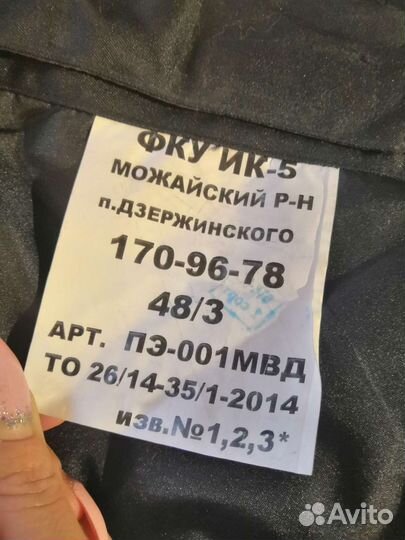 ФКУ ИК-5
МОЖАЙСКИЙ Р-Н
п.ДЗЕРЖИНСКОГО
170-96-78
48/3
АРТ. ПЭ-001МВД
ТО 26/14-35/1-2014
изв.№1,2,3*
Avito